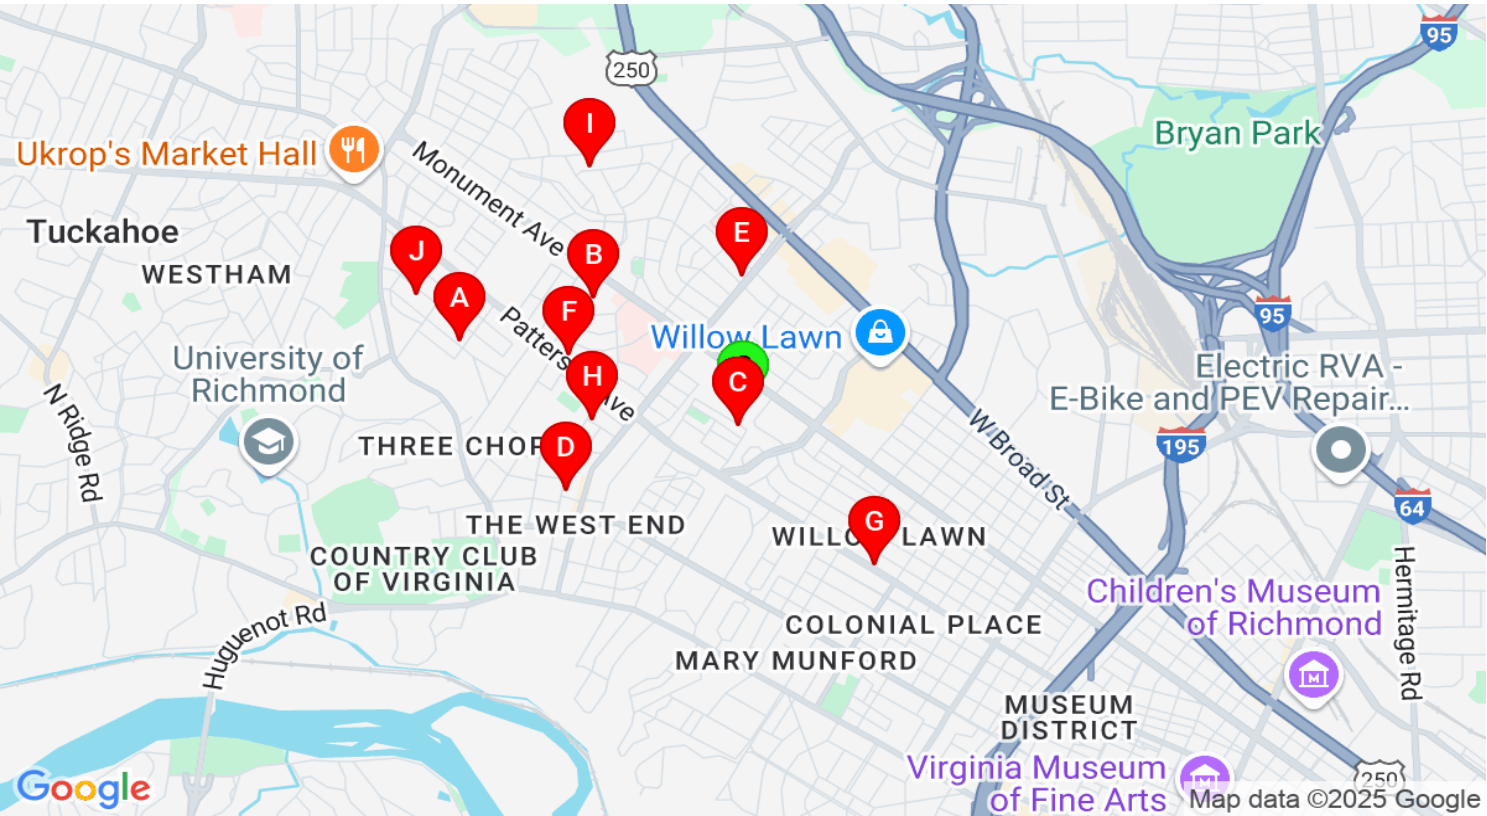 95
250
I
Bryan Park
Ukrop's Market Hall
Monument Ave
Tuckahoe
E
J
B
WESTHAM
A
F
95
Patters
Ave
Willow Lawn
University of
Richmond
Electric RVA -
E-Bike and PEV Repair...
H
C
N Ridge Rd
THREE CHOP
D
W Broad St
195
64
THE WEST END
G
WILLO
LAWN
COUNTRY CLUB
OF VIRGINIA
Hermitage Rd
Children's Museum
of Richmond
Huguenot Rd
COLONIAL PLACE
MARY MUNFORD
MUSEUM
DISTRICT
Virginia Museum
of Fine Arts
250
Google
Map data ©2025 Google